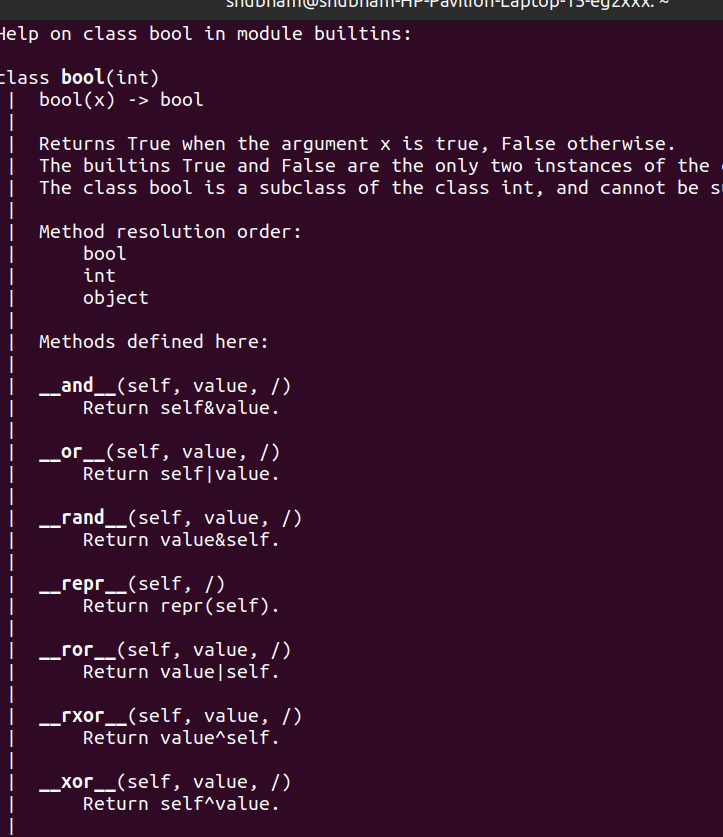 shubham@shubham-HP-Pavilion-Laptop-15-eg2xxx: ~
Help on class bool in module builtins:
class bool(int)
 |  bool(x) -> bool
 |
 |  Returns True when the argument x is true, False otherwise.
 |  The builtins True and False are the only two instances of the
 |  The class bool is a subclass of the class int, and cannot be
 |
 |  Method resolution order:
 |      bool
 |      int
 |      object
 |
 |  Methods defined here:
 |
 |  __and__(self, value, /)
 |      Return self&value.
 |
 |  __or__(self, value, /)
 |      Return self|value.
 |
 |  __rand__(self, value, /)
 |      Return value&self.
 |
 |  __repr__(self, /)
 |      Return repr(self).
 |
 |  __ror__(self, value, /)
 |      Return value|self.
 |
 |  __rxor__(self, value, /)
 |      Return value^self.
 |
 |  __xor__(self, value, /)
 |      Return self^value.
 |